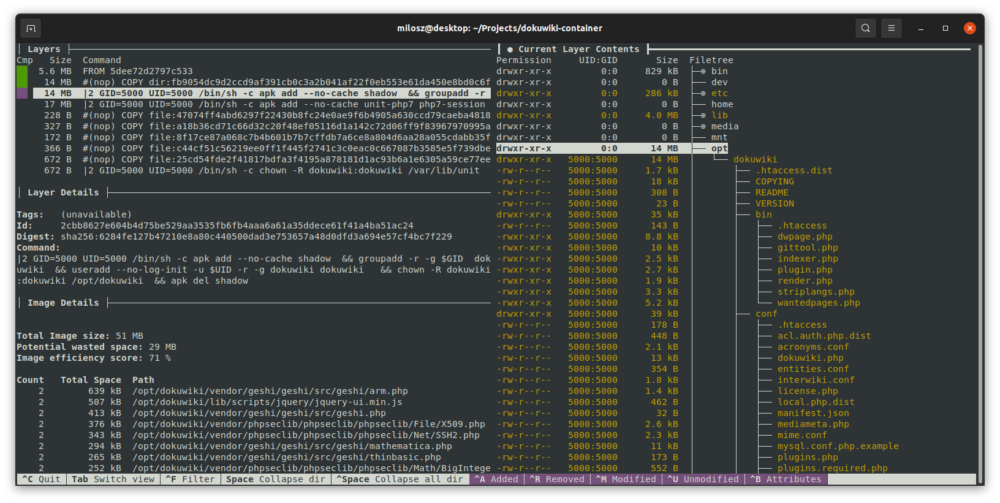 milosz@desktop: ~/Projects/dokuwiki-container
│ Layers ├
Cmp Size Command
5.6 MB FROM 5dee72d2797c533
14 MB #(nop) COPY dir:fb9054dc9d2ccd9af391cb0c3a2b041af22f0eb553e61da450e8bd0c6f
14 MB |2 GID=5000 UID=5000 /bin/sh -c apk add --no-cache shadow && groupadd -r
17 MB |2 GID=5000 UID=5000 /bin/sh -c apk add --no-cache unit-php7 php7-session
228 B #(nop) COPY file:47074ff4abd6297f22430b8fc24e0ae9f6b4905a630ccd79caeba4818
327 B #(nop) COPY file:a18b36cd71c66d32c20f48ef05116d1a142c72d06ff9f83967970995a
172 B #(nop) COPY file:8f17ce87a068c7b4b601b7b7cffdb7a6ce8a804d6aa28a055cdabb35f
366 B #(nop) COPY file:c44cf51c56219ee0ff1f445f2741c3c0eac0c667087b3585e5f739dbe
672 B #(nop) COPY file:25cd54fde2f41817bdfa3f4195a878181d1ac93b6a1e6305a59ce77ee
672 B |2 GID=5000 UID=5000 /bin/sh -c chown -R dokuwiki:dokuwiki /var/lib/unit
│ Layer Details ├
Tags: (unavailable)
Id: 2cbb8627e604b4d75be529aa3535fb6fb4aaa6a61a35ddece61f41a4ba51ac24
Digest: sha256:6284fe127b47210e8a80c440500dad3e753657a48d0dfd3a694e57cf4bc7f229
Command:
|2 GID=5000 UID=5000 /bin/sh -c apk add --no-cache shadow && groupadd -r -g $GID dok
uwiki && useradd --no-log-init -u $UID -r -g dokuwiki dokuwiki && chown -R dokuwiki
:dokuwiki /opt/dokuwiki && apk del shadow
│ Image Details ├
Total Image size: 51 MB
Potential wasted space: 29 MB
Image efficiency score: 71 %
Count Total Space Path
2 639 kB /opt/dokuwiki/vendor/geshi/geshi/src/geshi/arm.php
2 507 kB /opt/dokuwiki/lib/scripts/jquery/jquery-ui.min.js
2 413 kB /opt/dokuwiki/vendor/geshi/geshi/src/geshi.php
2 376 kB /opt/dokuwiki/vendor/phpseclib/phpseclib/phpseclib/File/X509.php
2 343 kB /opt/dokuwiki/vendor/phpseclib/phpseclib/phpseclib/Net/SSH2.php
2 294 kB /opt/dokuwiki/vendor/geshi/geshi/src/geshi/mathematica.php
2 265 kB /opt/dokuwiki/vendor/geshi/geshi/src/geshi/thinbasic.php
2 252 kB /opt/dokuwiki/vendor/phpseclib/phpseclib/phpseclib/Math/BigIntege
┃ ● Current Layer Contents ┣
Permission UID:GID Size Filetree
drwxr-xr-x 0:0 829 kB ├─⊕ bin
drwxr-xr-x 0:0 0 B ├── dev
drwxr-xr-x 0:0 286 kB ├─⊕ etc
drwxr-xr-x 0:0 0 B ├── home
drwxr-xr-x 0:0 4.0 MB ├─⊕ lib
drwxr-xr-x 0:0 0 B ├─⊕ media
drwxr-xr-x 0:0 0 B ├── mnt
drwxr-xr-x 0:0 14 MB ├── opt
drwxr-xr-x 5000:5000 14 MB │ └── dokuwiki
-rw-r--r-- 5000:5000 1.7 kB │ ├── .htaccess.dist
-rw-r--r-- 5000:5000 18 kB │ ├── COPYING
-rw-r--r-- 5000:5000 308 B │ ├── README
-rw-r--r-- 5000:5000 23 B │ ├── VERSION
drwxr-xr-x 5000:5000 35 kB │ ├── bin
-rw-r--r-- 5000:5000 143 B │ │ ├── .htaccess
-rwxr-xr-x 5000:5000 8.8 kB │ │ ├── dwpage.php
-rwxr-xr-x 5000:5000 10 kB │ │ ├── gittool.php
-rwxr-xr-x 5000:5000 2.5 kB │ │ ├── indexer.php
-rwxr-xr-x 5000:5000 2.7 kB │ │ ├── plugin.php
-rwxr-xr-x 5000:5000 1.9 kB │ │ ├── render.php
-rwxr-xr-x 5000:5000 3.3 kB │ │ ├── striplangs.php
-rwxr-xr-x 5000:5000 5.2 kB │ │ └── wantedpages.php
drwxr-xr-x 5000:5000 39 kB │ ├── conf
-rw-r--r-- 5000:5000 178 B │ │ ├── .htaccess
-rw-r--r-- 5000:5000 448 B │ │ ├── acl.auth.php.dist
-rw-r--r-- 5000:5000 2.1 kB │ │ ├── acronyms.conf
-rw-r--r-- 5000:5000 13 kB │ │ ├── dokuwiki.php
-rw-r--r-- 5000:5000 354 B │ │ ├── entities.conf
-rw-r--r-- 5000:5000 1.8 kB │ │ ├── interwiki.conf
-rw-r--r-- 5000:5000 1.4 kB │ │ ├── license.php
-rw-r--r-- 5000:5000 462 B │ │ ├── local.php.dist
-rw-r--r-- 5000:5000 32 B │ │ ├── manifest.json
-rw-r--r-- 5000:5000 2.6 kB │ │ ├── mediameta.php
-rw-r--r-- 5000:5000 2.3 kB │ │ ├── mime.conf
-rw-r--r-- 5000:5000 11 kB │ │ ├── mysql.conf.php.example
-rw-r--r-- 5000:5000 173 B │ │ ├── plugins.php
-rw-r--r-- 5000:5000 552 B │ │ ├── plugins.required.php
^C Quit │ Tab Switch view │ ^F Filter │ Space Collapse dir │ ^Space Collapse all dir ^A Added │ ^R Removed │ ^M Modified │ ^U Unmodified │ ^B Attributes